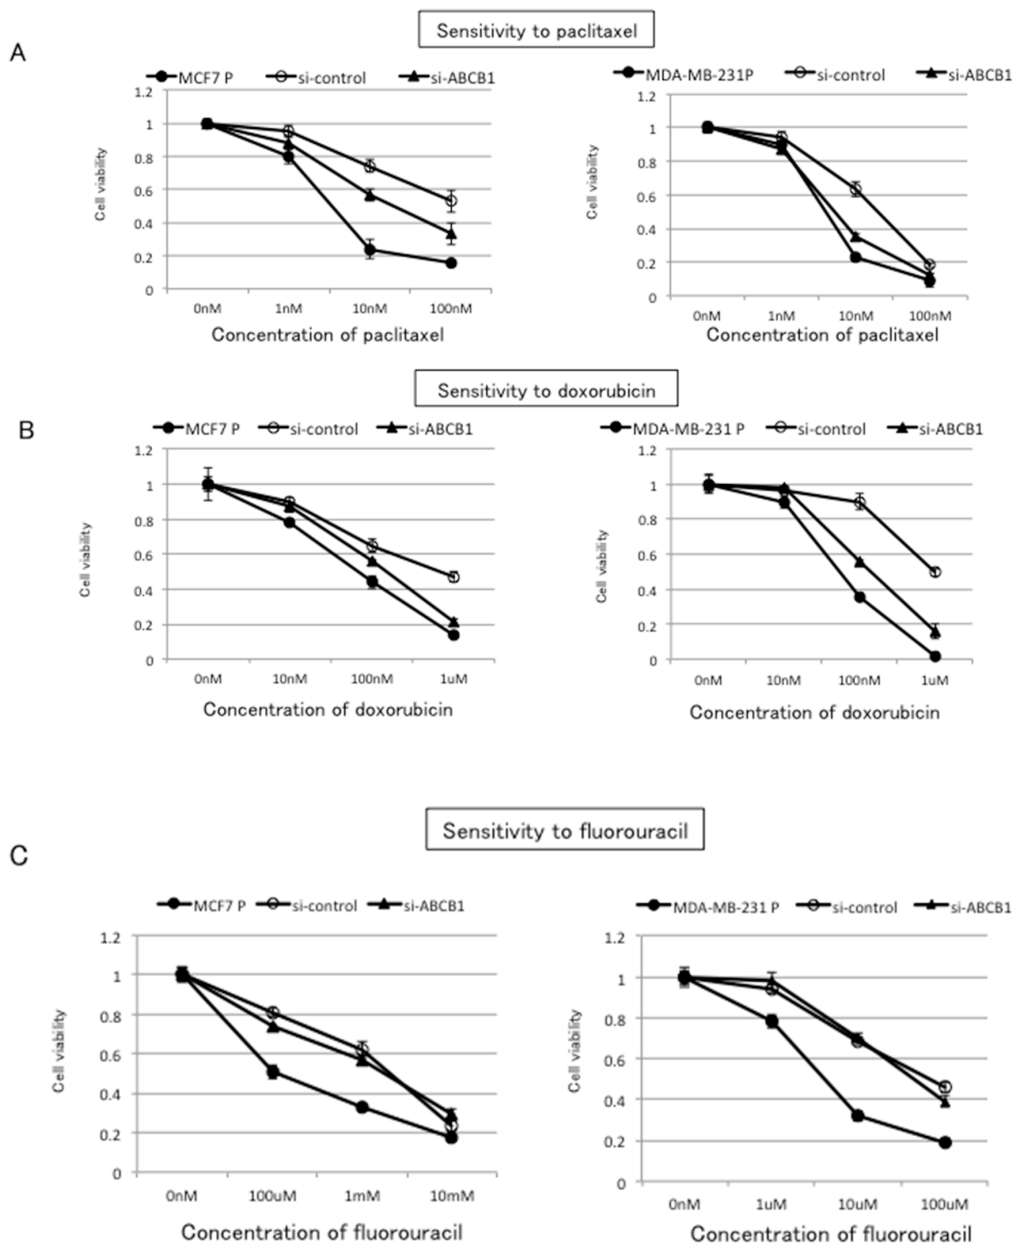 Sensitivity to paclitaxel
A
MCF7 P si-control si-ABCB1
1.2
1
0.8
0.6
0.4
0.2
0
Cell viability
0nM 1nM 10nM 100nM
Concentration of paclitaxel
MDA-MB-231P si-control si-ABCB1
1.2
1
0.8
0.6
0.4
0.2
0
Cell viability
0nM 1nM 10nM 100nM
Concentration of paclitaxel
Sensitivity to doxorubicin
B
MCF7 P si-control si-ABCB1
1.2
1
0.8
0.6
0.4
0.2
0
Cell viability
0nM 10nM 100nM 1uM
Concentration of doxorubicin
MDA-MB-231 P si-control si-ABCB1
1.2
1
0.8
0.6
0.4
0.2
0
Cell viability
0nM 10nM 100nM 1uM
Concentration of doxorubicin
Sensitivity to fluorouracil
C
MCF7 P si-control si-ABCB1
1.2
1
0.8
0.6
0.4
0.2
0
Cell viability
0nM 100uM 1mM 10mM
Concentration of fluorouracil
MDA-MB-231 P si-control si-ABCB1
1.2
1
0.8
0.6
0.4
0.2
0
Cell viability
0nM 1uM 10uM 100uM
Concentration of fluorouracil